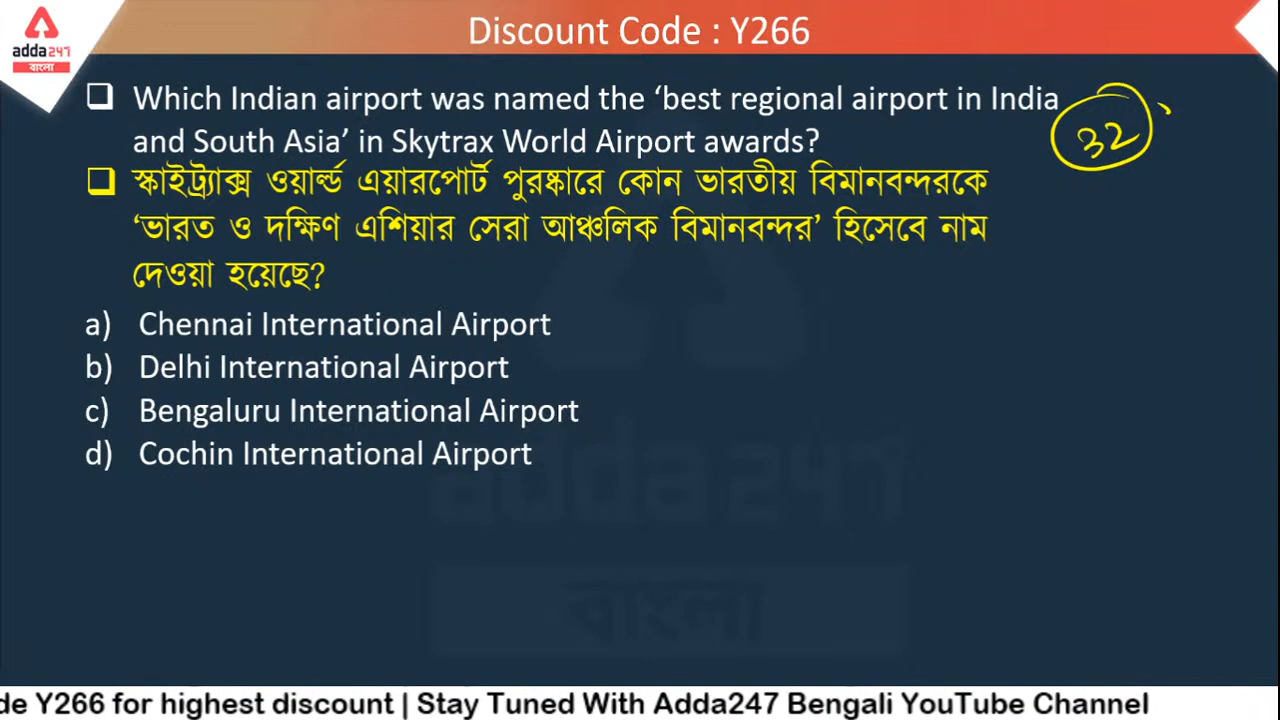 Discount Code : Y266
adda247
বাংলা
❑ Which Indian airport was named the ‘best regional airport in India
and South Asia’ in Skytrax World Airport awards?
32
❑ স্কাইট্র্যাক্স ওয়ার্ল্ড এয়ারপোর্ট পুরষ্কারে কোন ভারতীয় বিমানবন্দরকে
‘ভারত ও দক্ষিণ এশিয়ার সেরা আঞ্চলিক বিমানবন্দর’ হিসেবে নাম
দেওয়া হয়েছে?
a) Chennai International Airport
b) Delhi International Airport
c) Bengaluru International Airport
d) Cochin International Airport
adda247
বাংলা
de Y266 for highest discount | Stay Tuned With Adda247 Bengali YouTube Channel